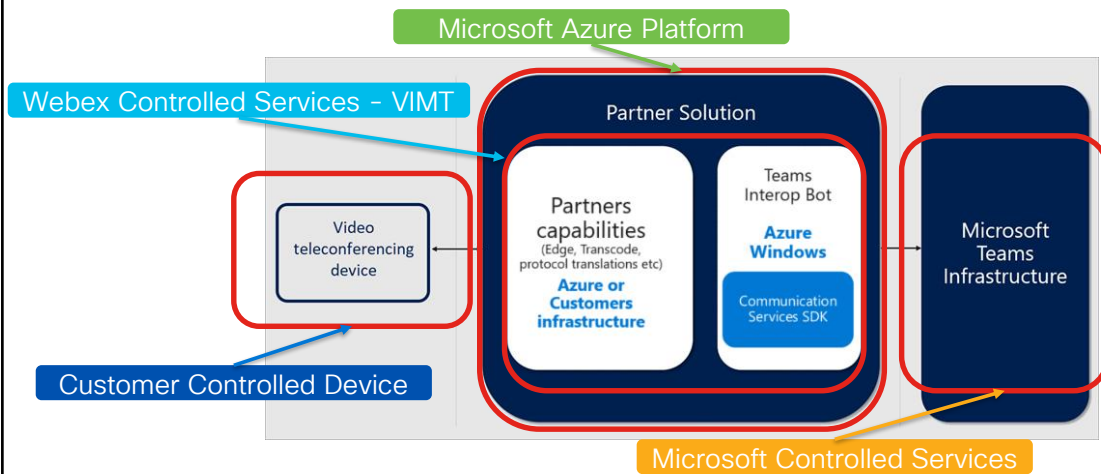 Microsoft Azure Platform
Webex Controlled Services - VIMT
Partner Solution
Video
teleconferencing
device
Partners
capabilities
(Edge, Transcode,
protocol translations etc)
Azure or
Customers
infrastructure
Teams
Interop Bot
Azure
Windows
Communication
Services SDK
Microsoft
Teams
Infrastructure
Customer Controlled Device
Microsoft Controlled Services